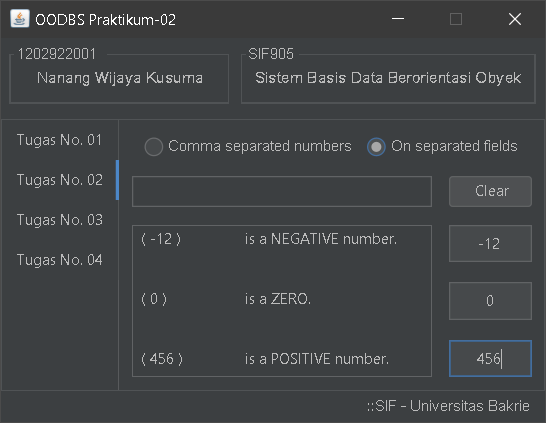 OODBS Praktikum-02
1202922001
Nanang Wijaya Kusuma
SIF905
Sistem Basis Data Berorientasi Obyek
Tugas No. 01
Tugas No. 02
Tugas No. 03
Tugas No. 04
Comma separated numbers
On separated fields
Clear
( -12 ) is a NEGATIVE number.
-12
( 0 ) is a ZERO.
0
( 456 ) is a POSITIVE number.
456
::SIF - Universitas Bakrie